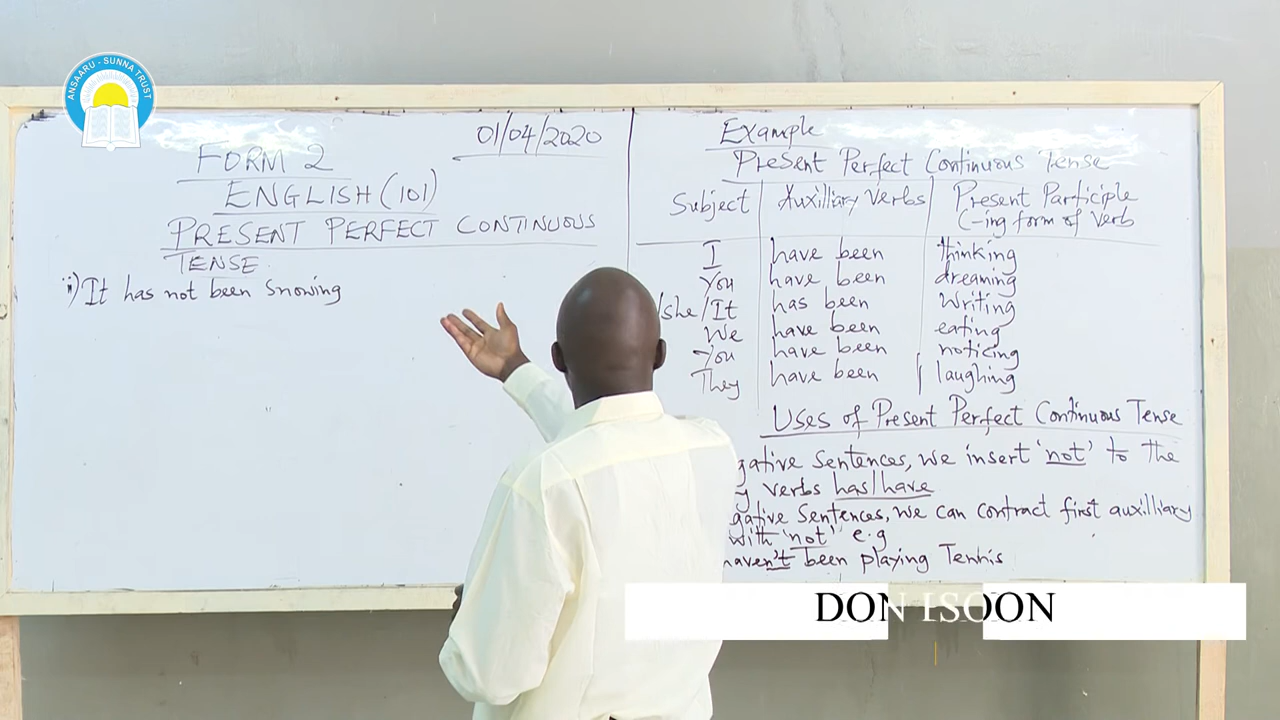 ANSAARU - SUNNA TRUST
01/04/2020
FORM 2
ENGLISH (101)
PRESENT PERFECT CONTINUOUS
TENSE
ii) It has not been snowing
Example
Present Perfect Continuous Tense
Subject Auxiliary Verbs Present Participle
(-ing form of verb
I have been thinking
You have been dreaming
/she/It has been writing
We have been eating
You have been noticing
They have been laughing
Uses of Present Perfect Continuous Tense
gative sentences, we insert 'not' to the
y verbs has/have
gative sentences, we can contract first auxilliary
with 'not' e.g
haven't been playing Tennis
DON ISOON